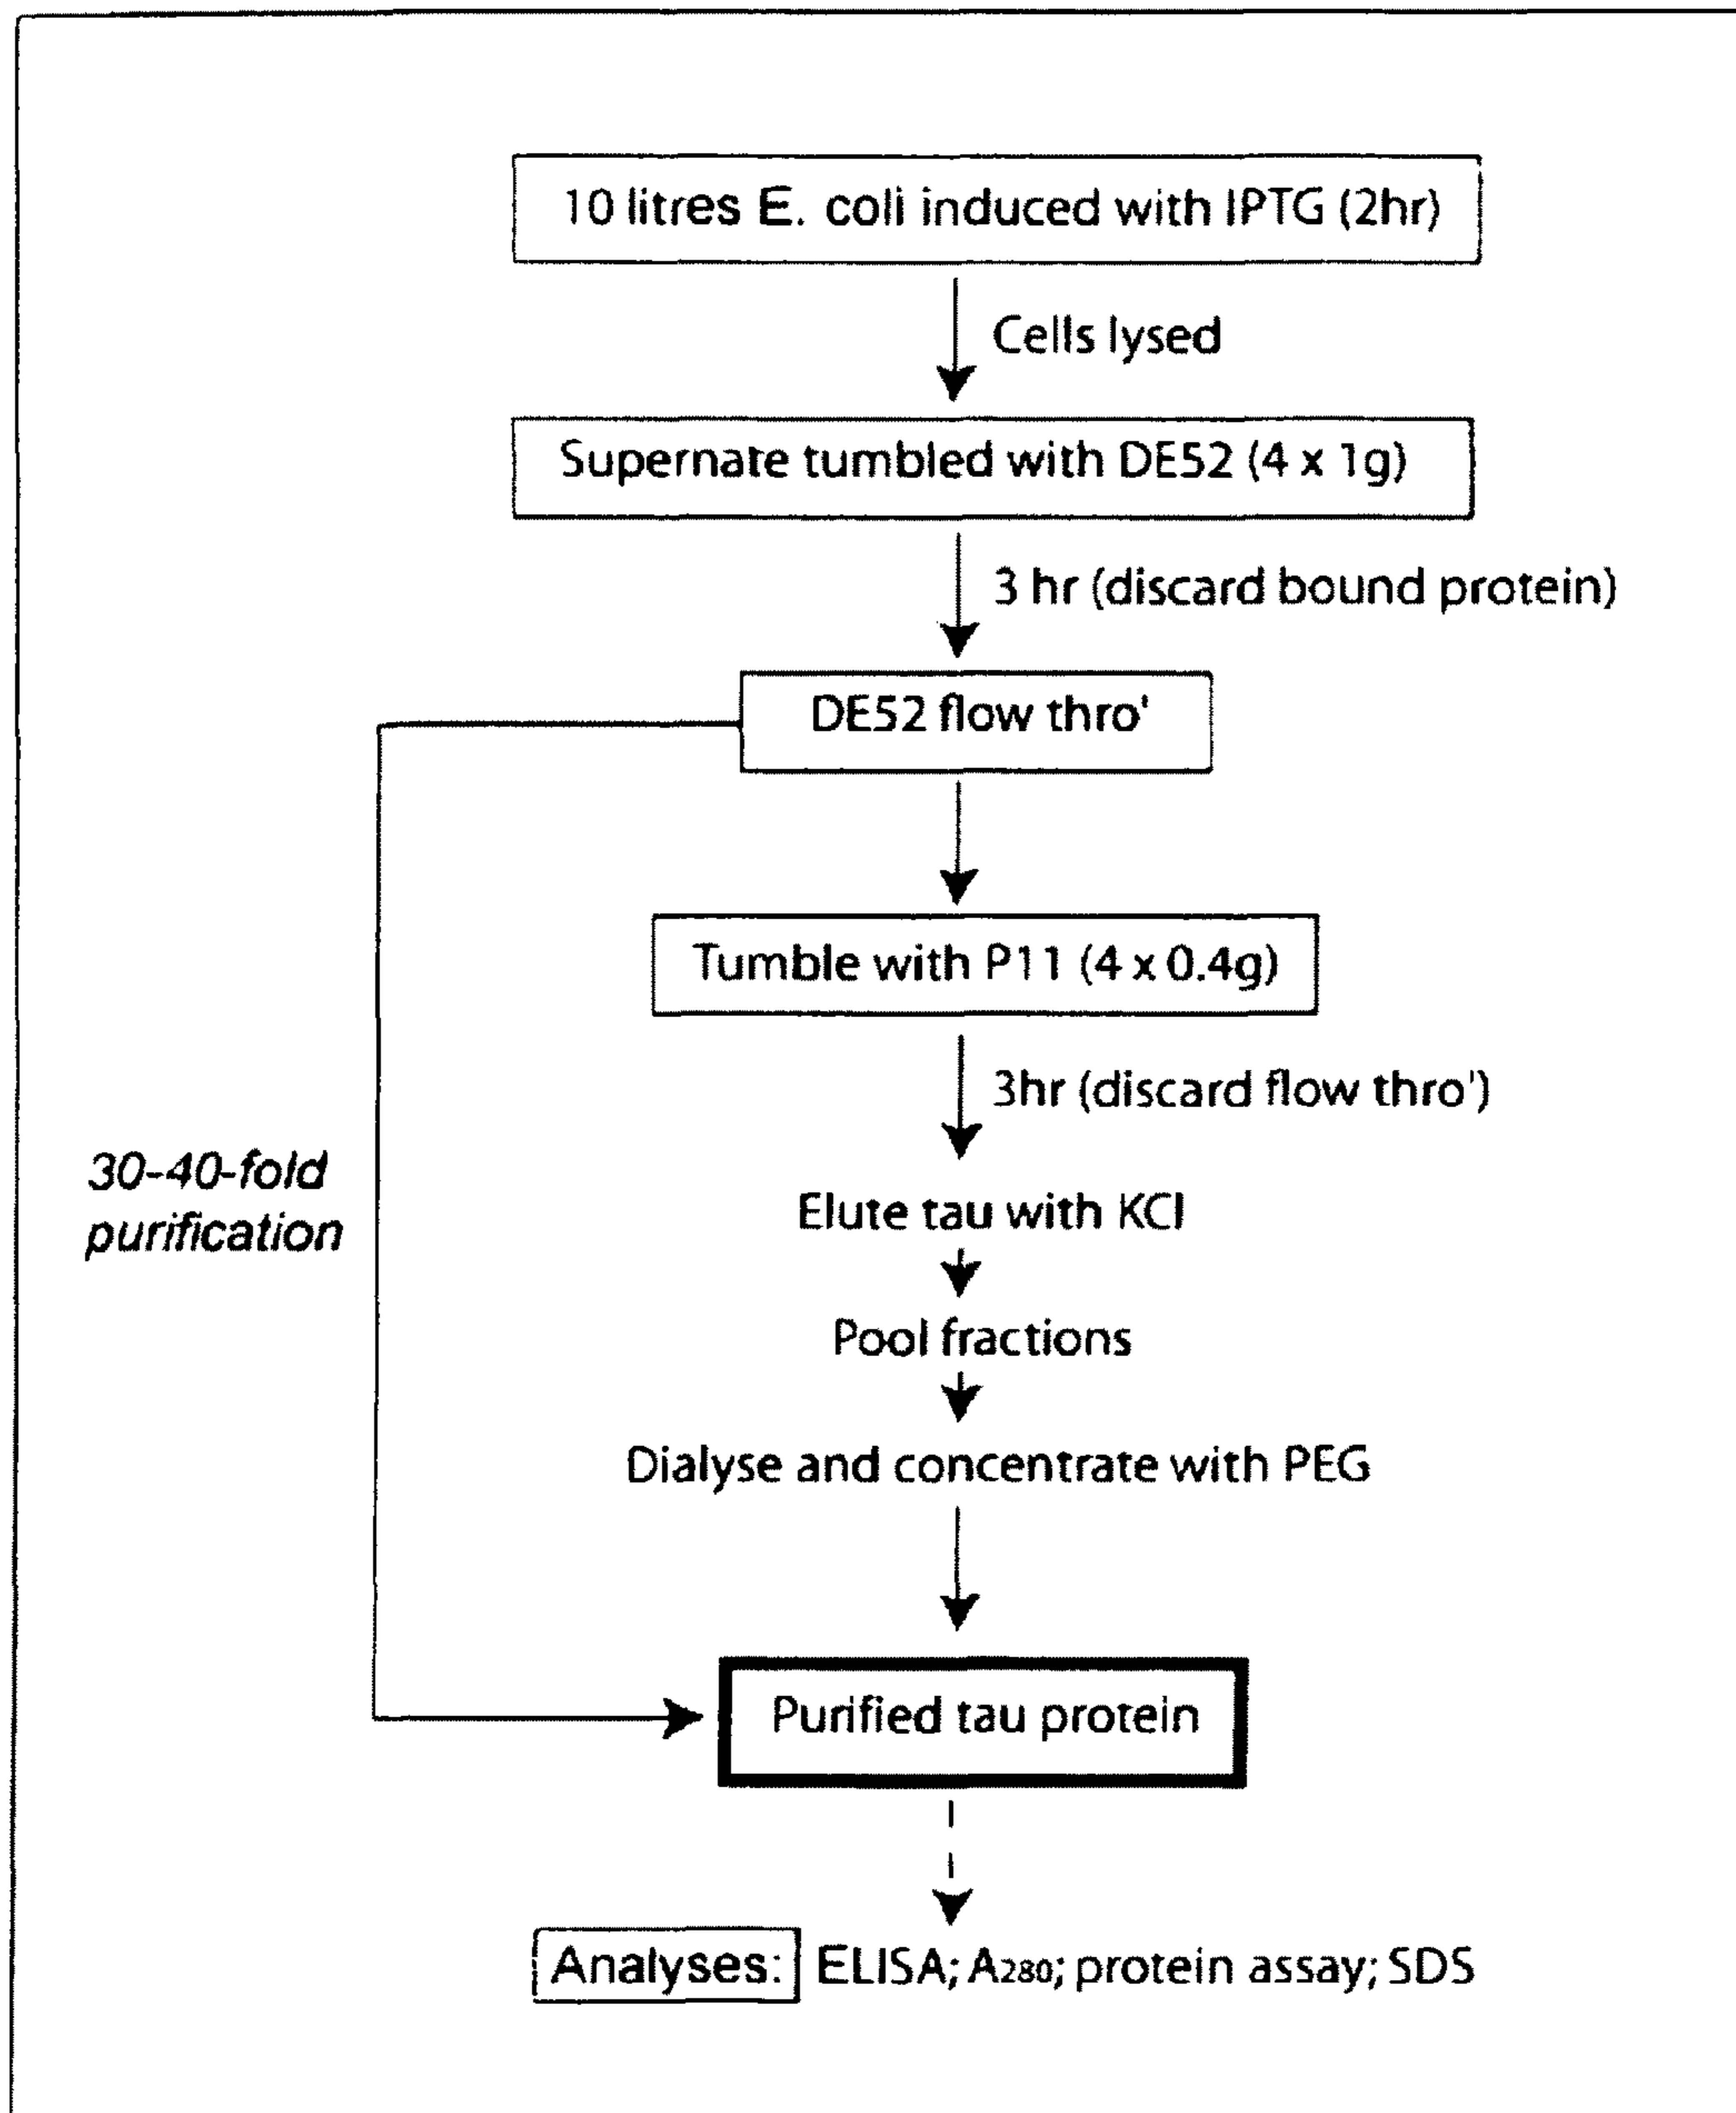 10 litres E. coli induced with IPTG (2hr)
Cells lysed
Supernate tumbled with DE52 (4 x 1g)
3 hr (discard bound protein)
DE52 flow thro'
Tumble with P11 (4 x 0.4g)
3hr (discard flow thro')
30-40-fold
purification
Elute tau with KCl
Pool fractions
Dialyse and concentrate with PEG
Purified tau protein
Analyses: ELISA; A280; protein assay; SDS